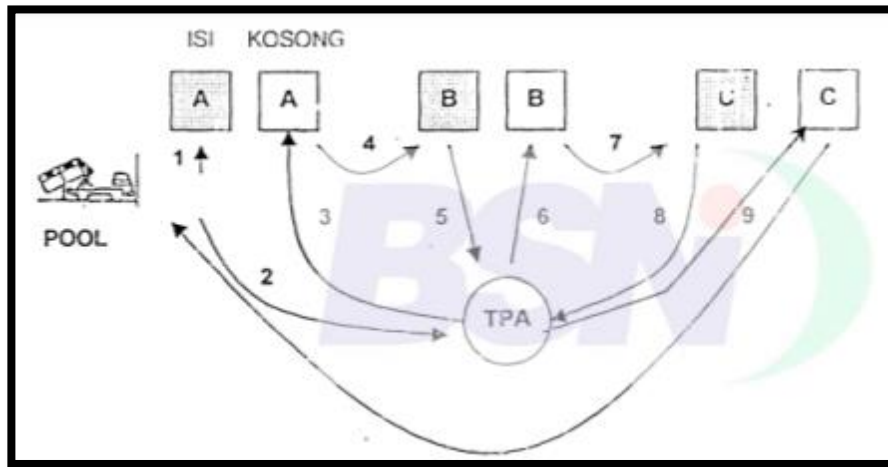 ISI KOSONG
A A B B C C
1 4 7
POOL
3 5 6 8 9
2
TPA
BSN